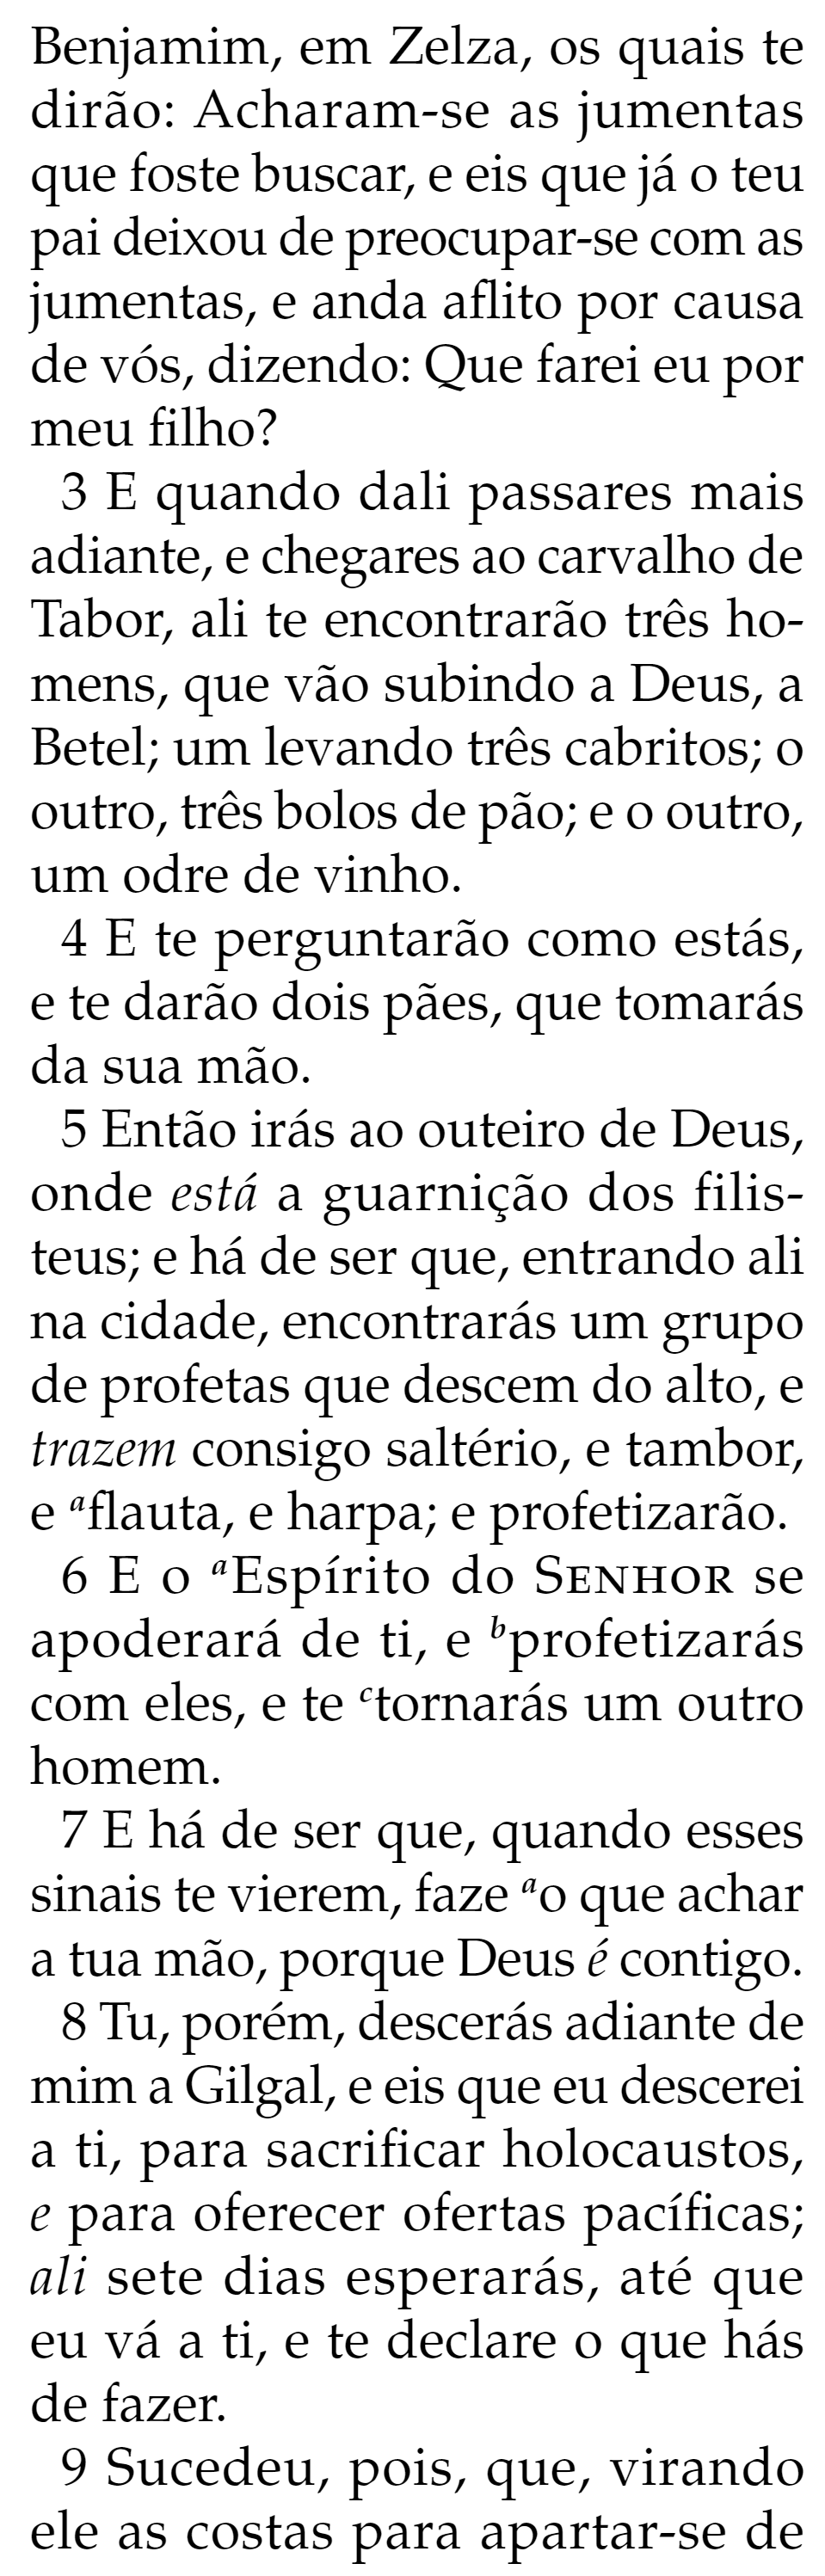 Benjamim, em Zelza, os quais te
dirão: Acharam-se as jumentas
que foste buscar, e eis que já o teu
pai deixou de preocupar-se com as
jumentas, e anda aflito por causa
de vós, dizendo: Que farei eu por
meu filho?
3 E quando dali passares mais
adiante, e chegares ao carvalho de
Tabor, ali te encontrarão três ho-
mens, que vão subindo a Deus, a
Betel; um levando três cabritos; o
outro, três bolos de pão; e o outro,
um odre de vinho.
4 E te perguntarão como estás,
e te darão dois pães, que tomarás
da sua mão.
5 Então irás ao outeiro de Deus,
onde está a guarnição dos filis-
teus; e há de ser que, entrando ali
na cidade, encontrarás um grupo
de profetas que descem do alto, e
trazem consigo saltério, e tambor,
e aflauta, e harpa; e profetizarão.
6 E o aEspírito do SENHOR se
apoderará de ti, e bprofetizarás
com eles, e te ctornarás um outro
homem.
7 E há de ser que, quando esses
sinais te vierem, faze ao que achar
a tua mão, porque Deus é contigo.
8 Tu, porém, descerás adiante de
mim a Gilgal, e eis que eu descerei
a ti, para sacrificar holocaustos,
e para oferecer ofertas pacíficas;
ali sete dias esperarás, até que
eu vá a ti, e te declare o que hás
de fazer.
9 Sucedeu, pois, que, virando
ele as costas para apartar-se de